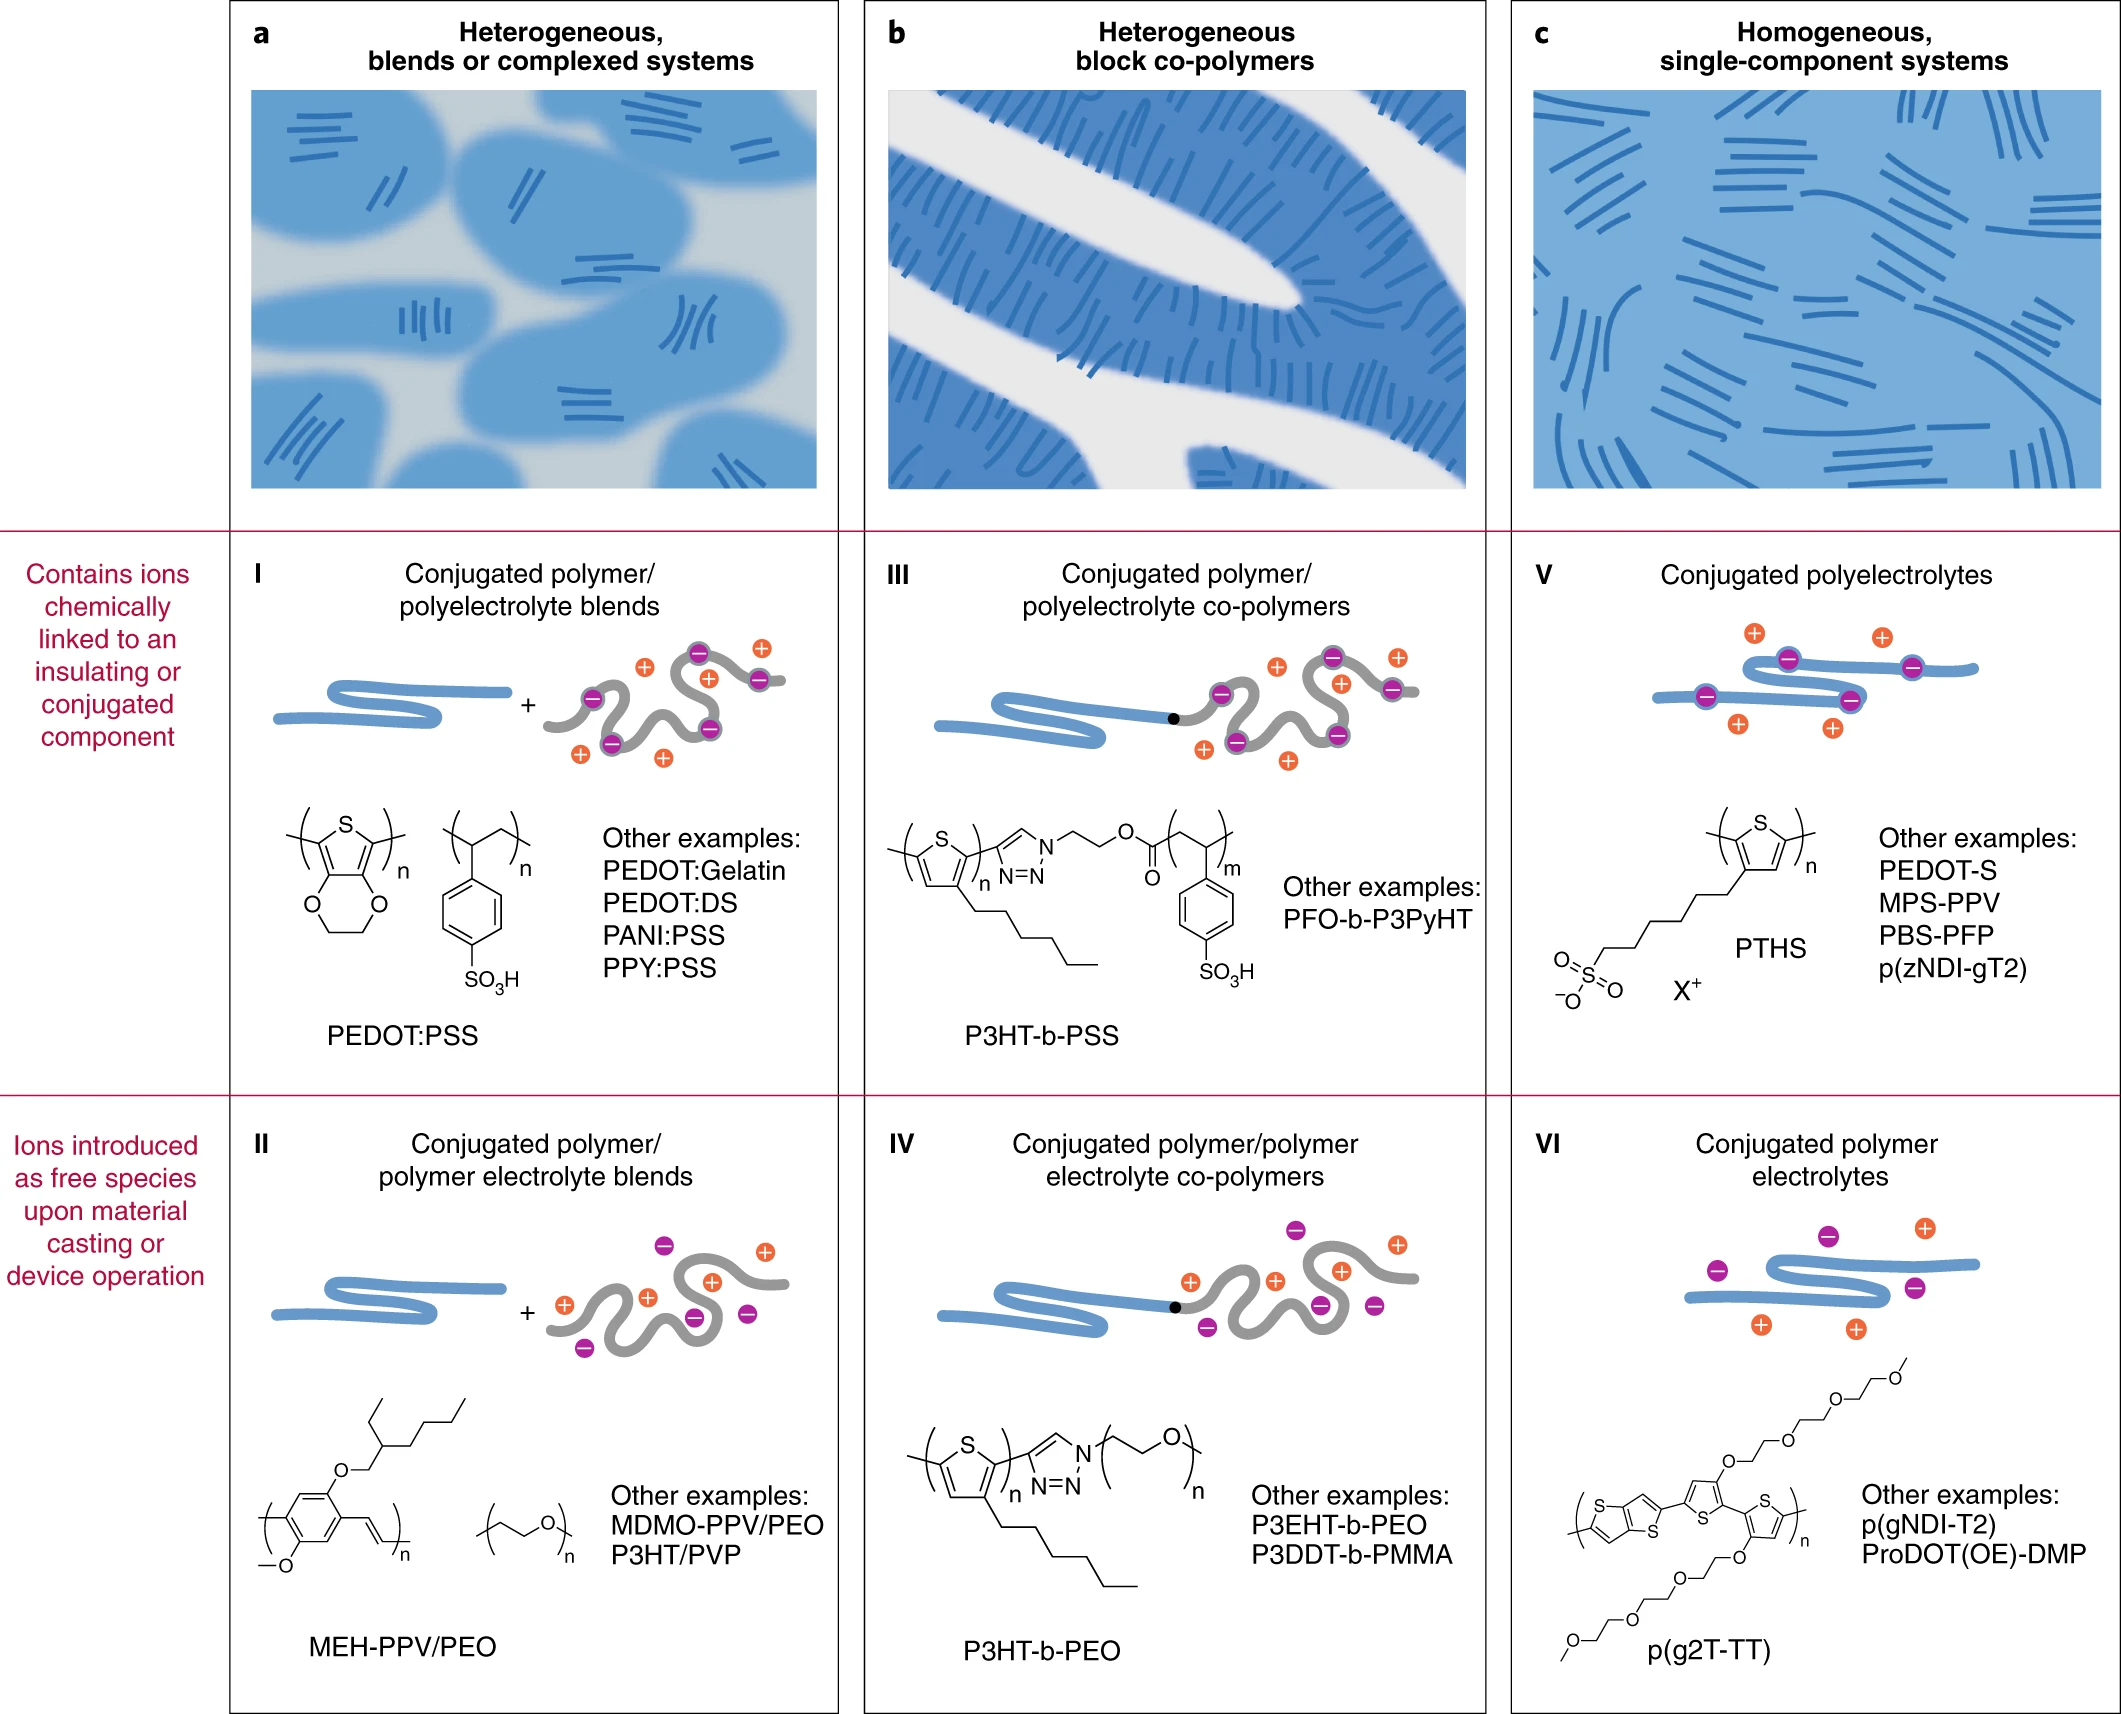 a
Heterogeneous,
blends or complexed systems
b
Heterogeneous
block co-polymers
c
Homogeneous,
single-component systems
Contains ions
chemically
linked to an
insulating or
conjugated
component
I
Conjugated polymer/
polyelectrolyte blends
+
S
n
O
O
n
SO3H
PEDOT:PSS
Other examples:
PEDOT:Gelatin
PEDOT:DS
PANI:PSS
PPY:PSS
III
Conjugated polymer/
polyelectrolyte co-polymers
S
n
N
N=N
O
O
m
SO3H
P3HT-b-PSS
Other examples:
PFO-b-P3PyHT
V
Conjugated polyelectrolytes
S
n
O
S
O
−O
X+
PTHS
Other examples:
PEDOT-S
MPS-PPV
PBS-PFP
p(zNDI-gT2)
Ions introduced
as free species
upon material
casting or
device operation
II
Conjugated polymer/
polymer electrolyte blends
+
O
O
n
O
n
MEH-PPV/PEO
Other examples:
MDMO-PPV/PEO
P3HT/PVP
IV
Conjugated polymer/polymer
electrolyte co-polymers
S
n
N
N=N
O
n
P3HT-b-PEO
Other examples:
P3EHT-b-PEO
P3DDT-b-PMMA
VI
Conjugated polymer
electrolytes
O
O
O
O
S
S
S
S
n
O
O
O
O
p(g2T-TT)
Other examples:
p(gNDI-T2)
ProDOT(OE)-DMP